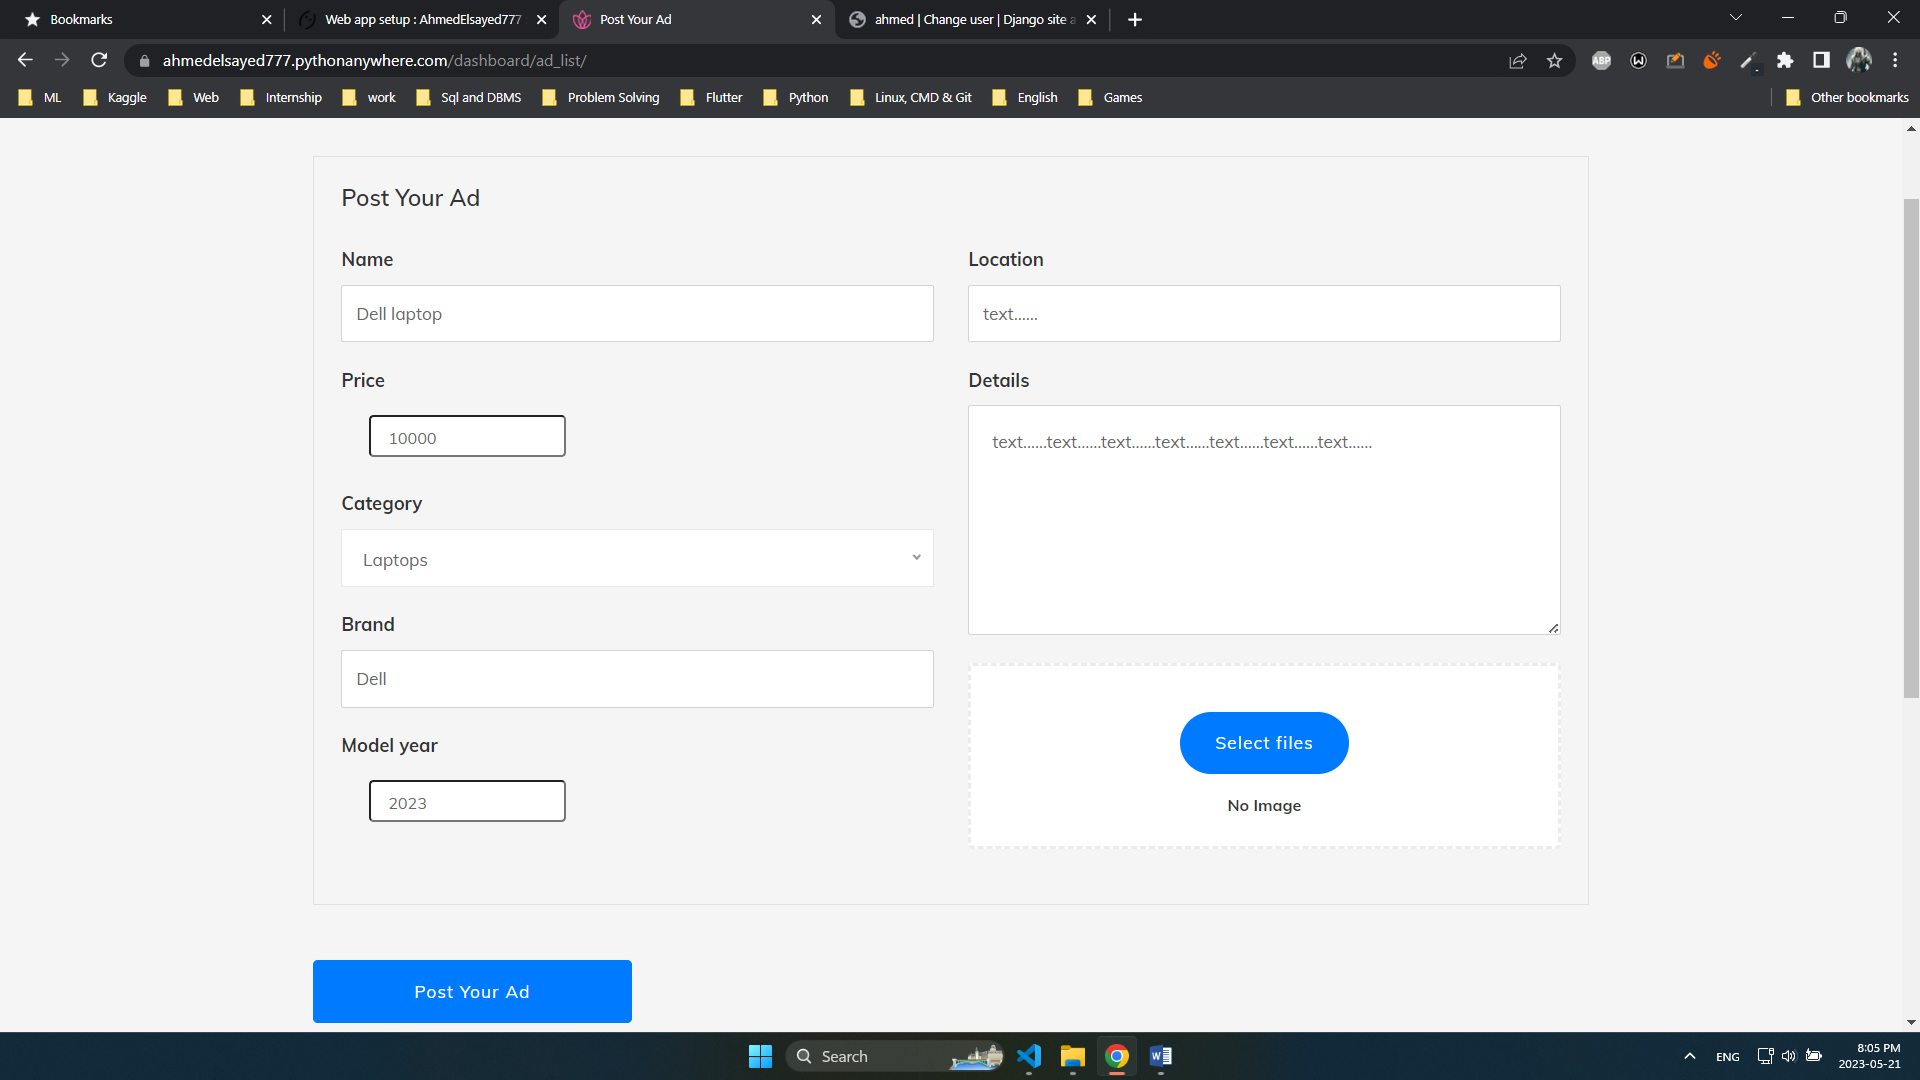 Bookmarks
Web app setup : AhmedElsayed777
Post Your Ad
ahmed | Change user | Django site a
ahmedelsayed777.pythonanywhere.com/dashboard/ad_list/
ABP
ML
Kaggle
Web
Internship
work
Sql and DBMS
Problem Solving
Flutter
Python
Linux, CMD & Git
English
Games
Other bookmarks
Post Your Ad
Name
Dell laptop
Price
10000
Category
Laptops
Brand
Dell
Model year
2023
Location
text......
Details
text......text......text......text......text......text......text......
Select files
No Image
Post Your Ad
Search
ENG
8:05 PM
2023-05-21